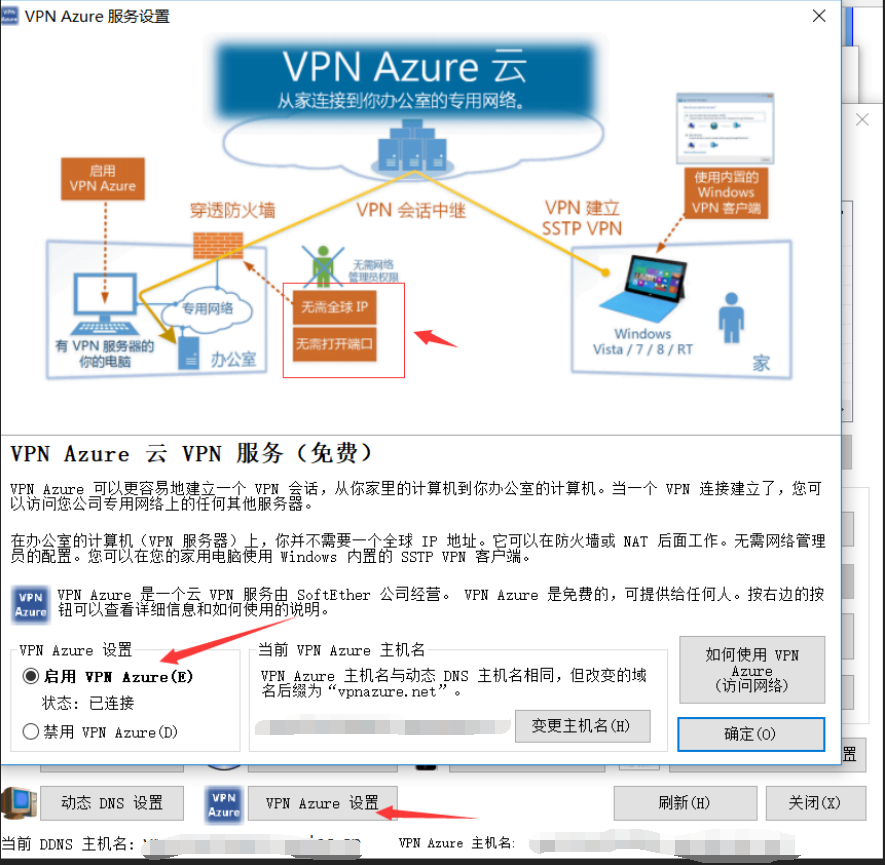 VPN Azure 服务设置
VPN Azure 云
从家连接到你办公室的专用网络。
启用
VPN Azure
穿透防火墙
VPN 会话中继
VPN 建立
SSTP VPN
使用内置的
Windows
VPN 客户端
无需网络
管理员权限
专用网络
无需全球 IP
无需打开端口
有 VPN 服务器的
你的电脑
办公室
Windows
Vista / 7 / 8 / RT
家
VPN Azure 云 VPN 服务（免费）
VPN Azure 可以更容易地建立一个 VPN 会话，从你家里的计算机到你办公室的计算机。当一个 VPN 连接建立了，您可
以访问您公司专用网络上的任何其他服务器。
在办公室的计算机（VPN 服务器）上，你并不需要一个全球 IP 地址。它可以在防火墙或 NAT 后面工作。无需网络管理
员的配置。您可以在您的家用电脑使用 Windows 内置的 SSTP VPN 客户端。
VPN
Azure
VPN Azure 是一个云 VPN 服务由 SoftEther 公司经营。 VPN Azure 是免费的，可提供给任何人。按右边的按
钮可以查看详细信息和如何使用的说明。
VPN Azure 设置
启用 VPN Azure(E)
状态: 已连接
禁用 VPN Azure(D)
当前 VPN Azure 主机名
VPN Azure 主机名与动态 DNS 主机名相同，但改变的域
名后缀为“vpnazure.net”。
变更主机名(H)
如何使用 VPN
Azure
(访问网络)
确定(O)
置
动态 DNS 设置
VPN
Azure
VPN Azure 设置
刷新(H)
关闭(X)
当前 DDNS 主机名:
VPN Azure 主机名: